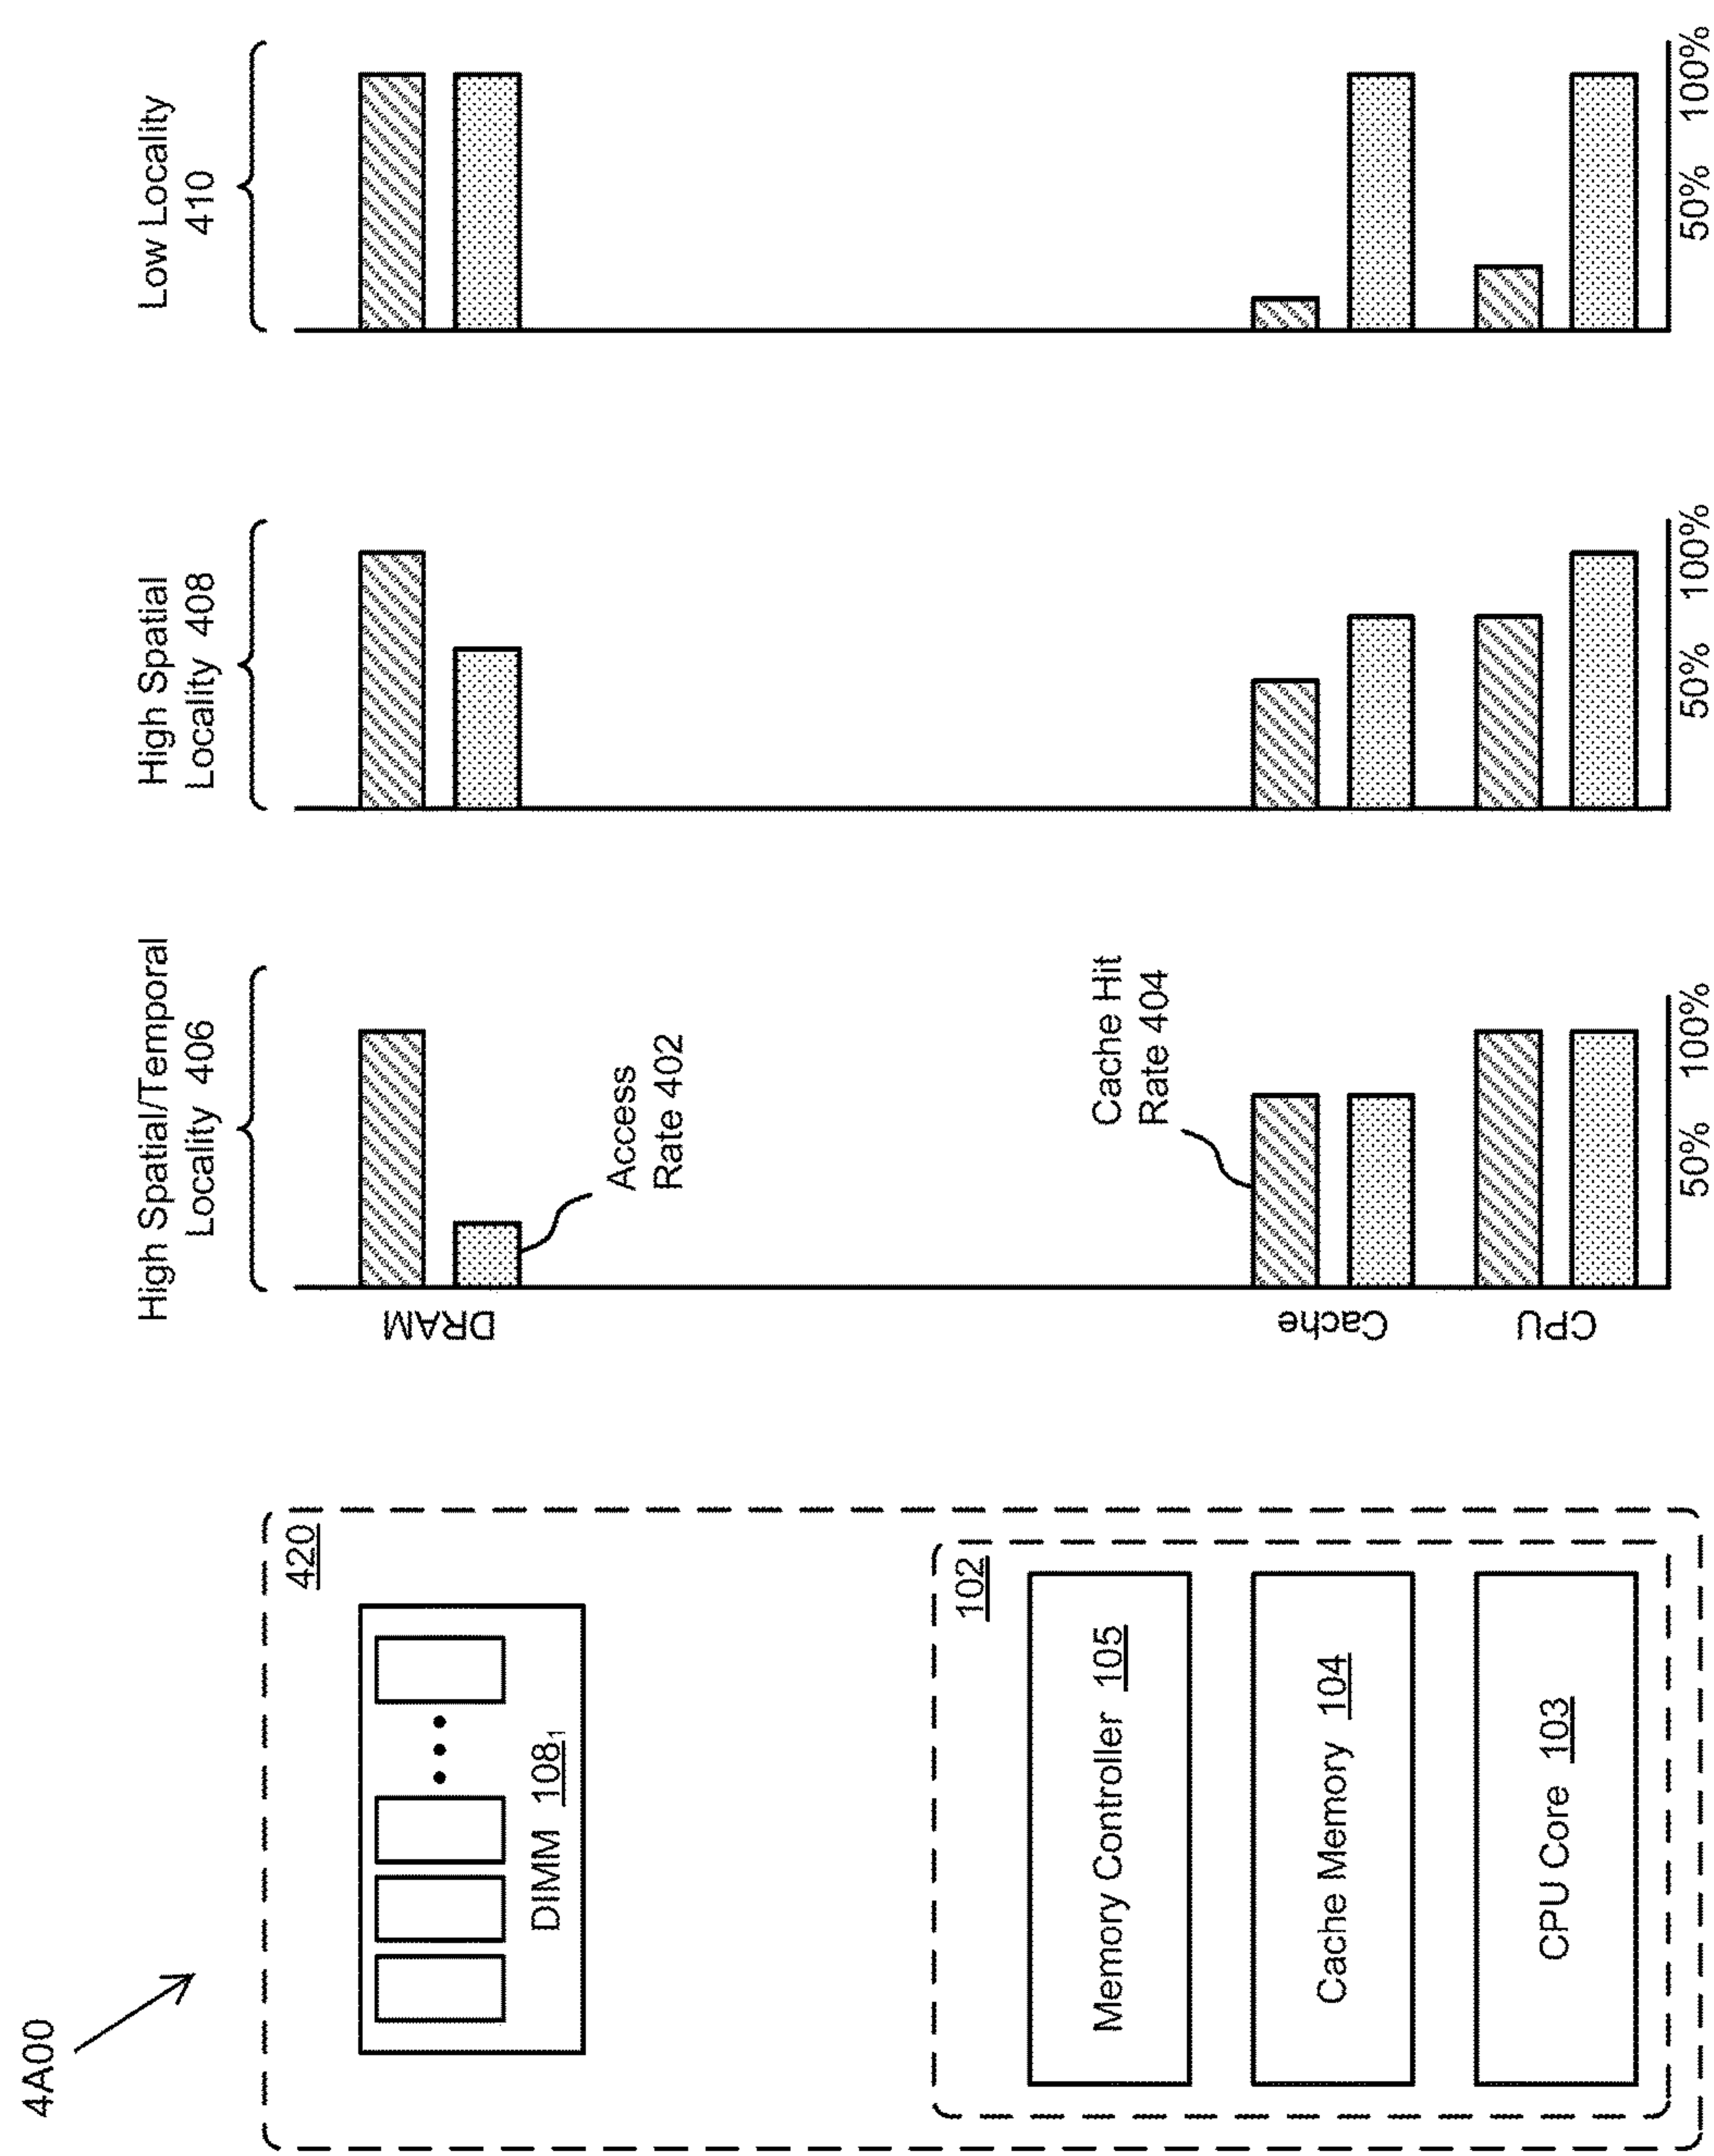 4A00
420
DIMM 108₁
102
Memory Controller 105
Cache Memory 104
CPU Core 103
High Spatial/Temporal
Locality 406
High Spatial
Locality 408
Low Locality
410
DRAM
Access
Rate 402
Cache Hit
Rate 404
Cache
CPU
50% 100%
50% 100%
50% 100%